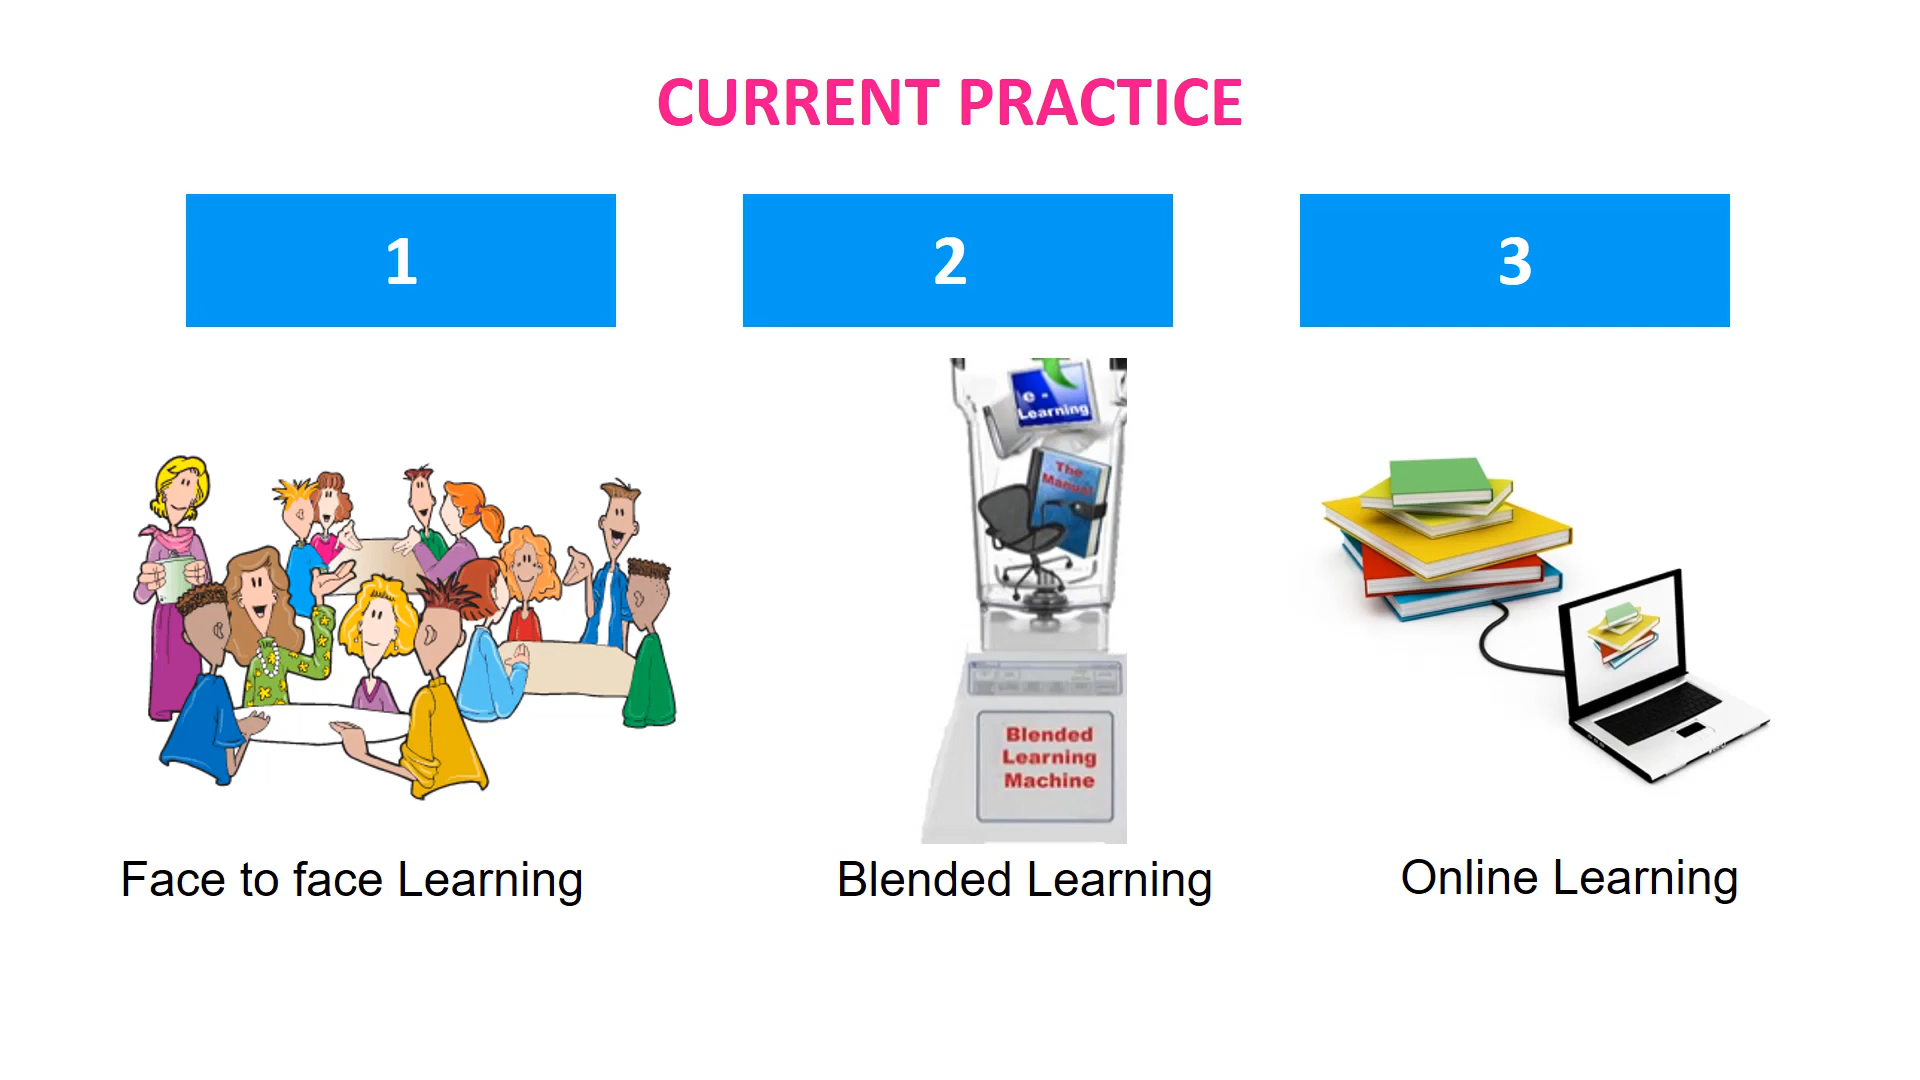 CURRENT PRACTICE
1
2
3
e -
Learning
The
Manual
Blended
Learning
Machine
Face to face Learning
Blended Learning
Online Learning